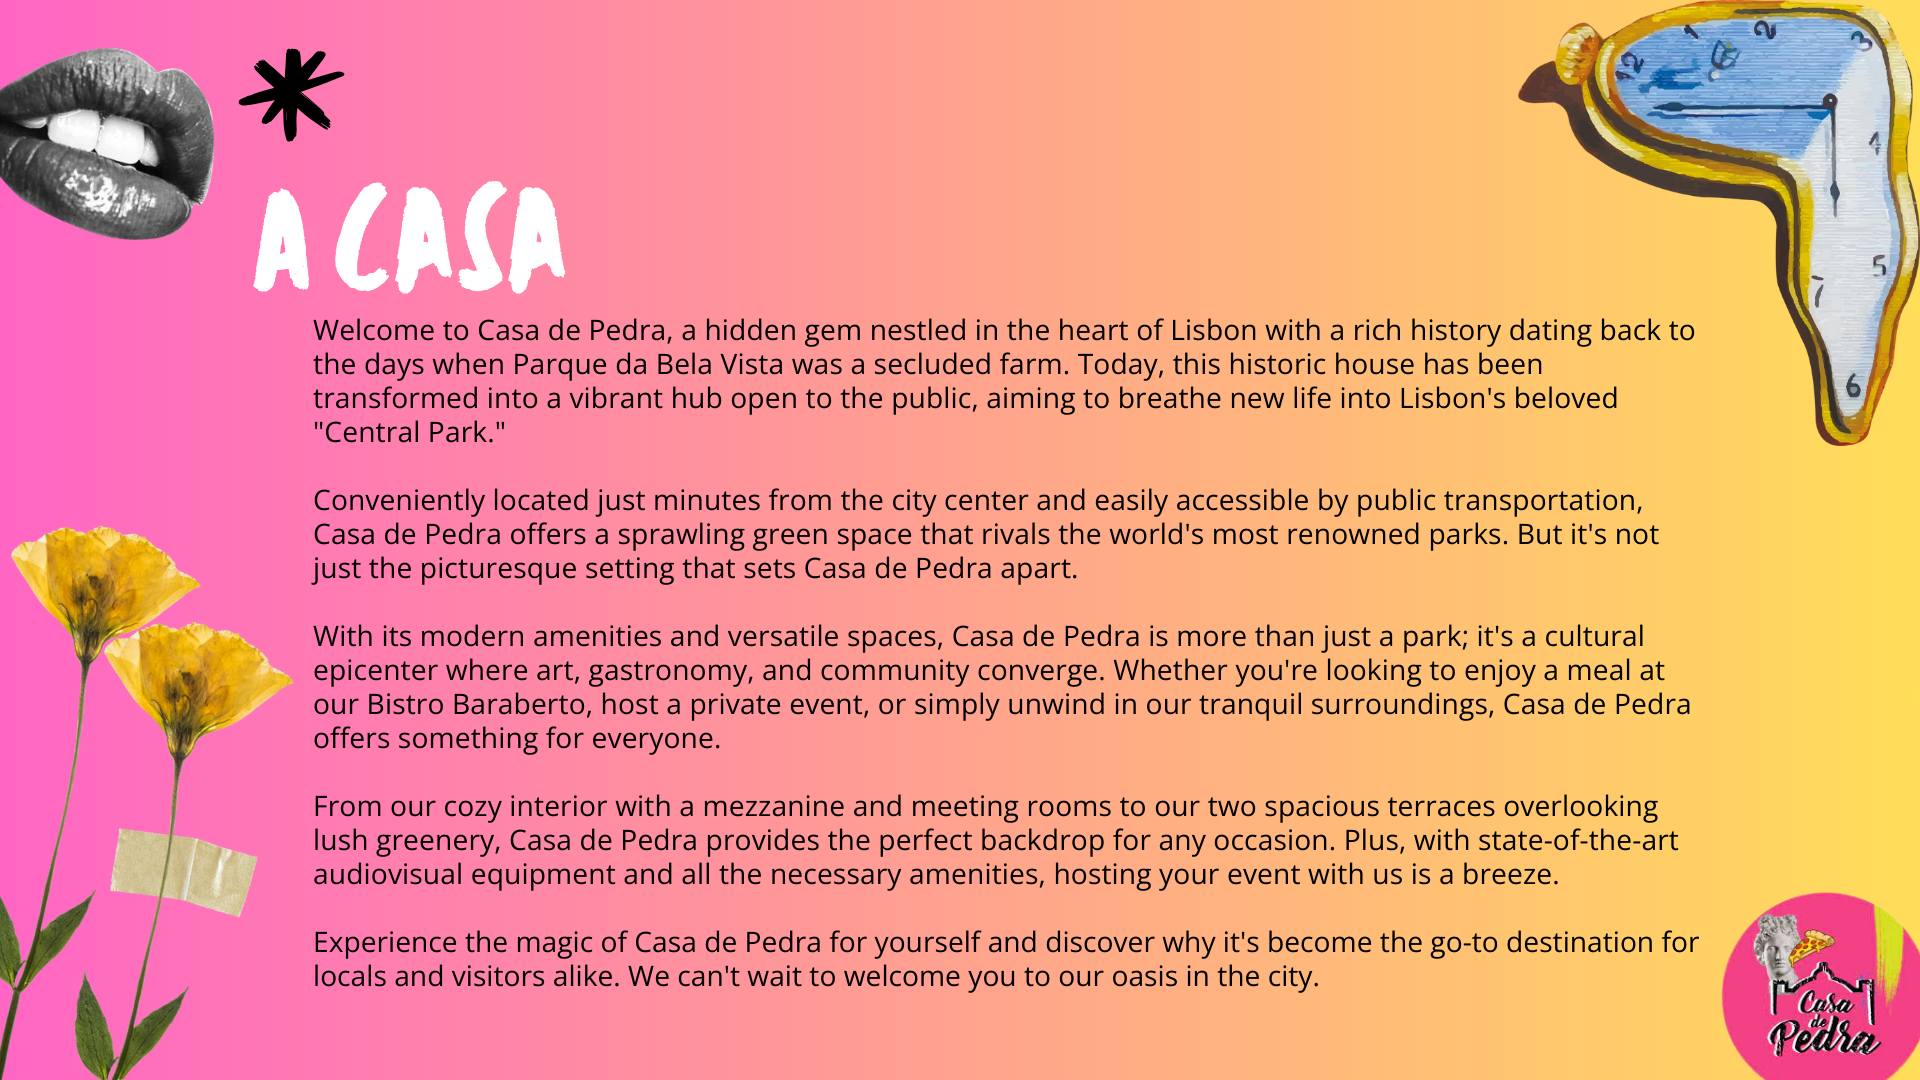 A CASA
Welcome to Casa de Pedra, a hidden gem nestled in the heart of Lisbon with a rich history dating back to
the days when Parque da Bela Vista was a secluded farm. Today, this historic house has been
transformed into a vibrant hub open to the public, aiming to breathe new life into Lisbon's beloved
"Central Park."
Conveniently located just minutes from the city center and easily accessible by public transportation,
Casa de Pedra offers a sprawling green space that rivals the world's most renowned parks. But it's not
just the picturesque setting that sets Casa de Pedra apart.
With its modern amenities and versatile spaces, Casa de Pedra is more than just a park; it's a cultural
epicenter where art, gastronomy, and community converge. Whether you're looking to enjoy a meal at
our Bistro Baraberto, host a private event, or simply unwind in our tranquil surroundings, Casa de Pedra
offers something for everyone.
From our cozy interior with a mezzanine and meeting rooms to our two spacious terraces overlooking
lush greenery, Casa de Pedra provides the perfect backdrop for any occasion. Plus, with state-of-the-art
audiovisual equipment and all the necessary amenities, hosting your event with us is a breeze.
Experience the magic of Casa de Pedra for yourself and discover why it's become the go-to destination for
locals and visitors alike. We can't wait to welcome you to our oasis in the city.
12 1 2 3
4
5
7
6
Casa
de
Pedra